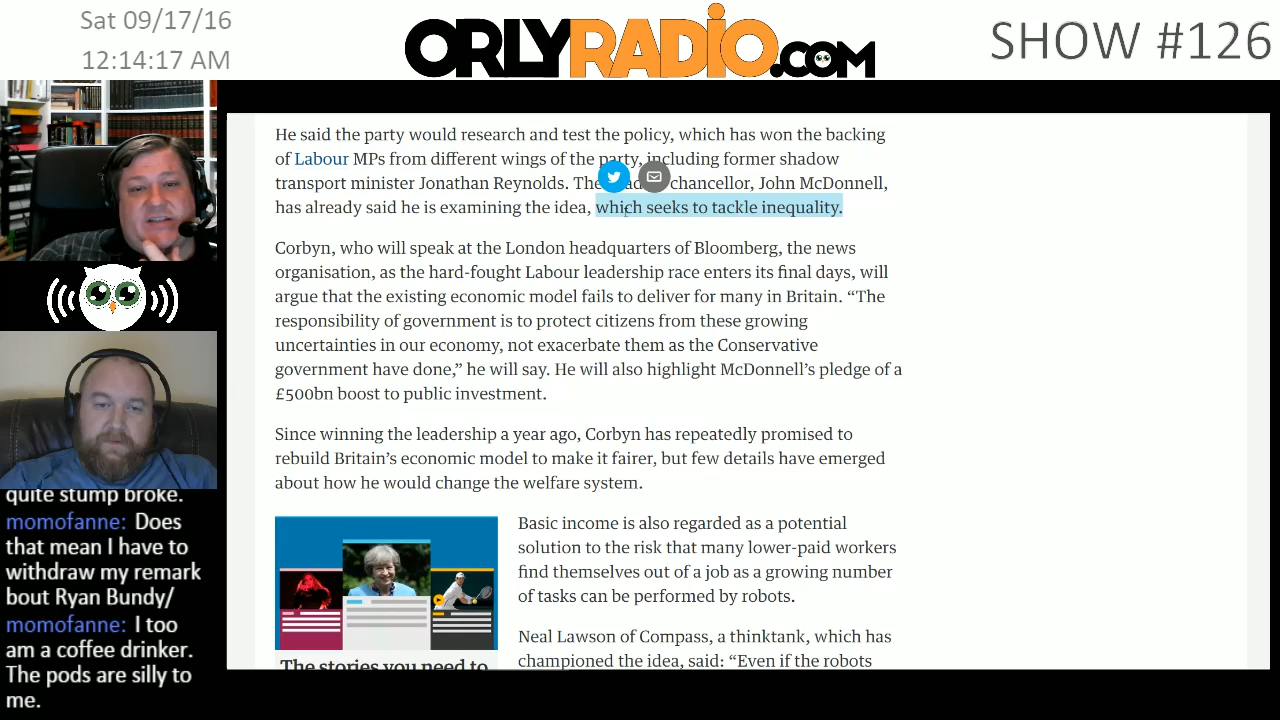 Sat 09/17/16
12:14:17 AM
ORLYRADIO.COM
SHOW #126
He said the party would research and test the policy, which has won the backing
of Labour MPs from different wings of the party, including former shadow
transport minister Jonathan Reynolds. The chancellor, John McDonnell,
has already said he is examining the idea, which seeks to tackle inequality.
Corbyn, who will speak at the London headquarters of Bloomberg, the news
organisation, as the hard-fought Labour leadership race enters its final days, will
argue that the existing economic model fails to deliver for many in Britain. “The
responsibility of government is to protect citizens from these growing
uncertainties in our economy, not exacerbate them as the Conservative
government have done,” he will say. He will also highlight McDonnell’s pledge of a
£500bn boost to public investment.
Since winning the leadership a year ago, Corbyn has repeatedly promised to
rebuild Britain’s economic model to make it fairer, but few details have emerged
about how he would change the welfare system.
Basic income is also regarded as a potential
solution to the risk that many lower-paid workers
find themselves out of a job as a growing number
of tasks can be performed by robots.
Neal Lawson of Compass, a thinktank, which has
championed the idea, said: “Even if the robots
The stories you need to
quite stump broke.
momofanne: Does
that mean I have to
withdraw my remark
bout Ryan Bundy/
momofanne: I too
am a coffee drinker.
The pods are silly to
me.